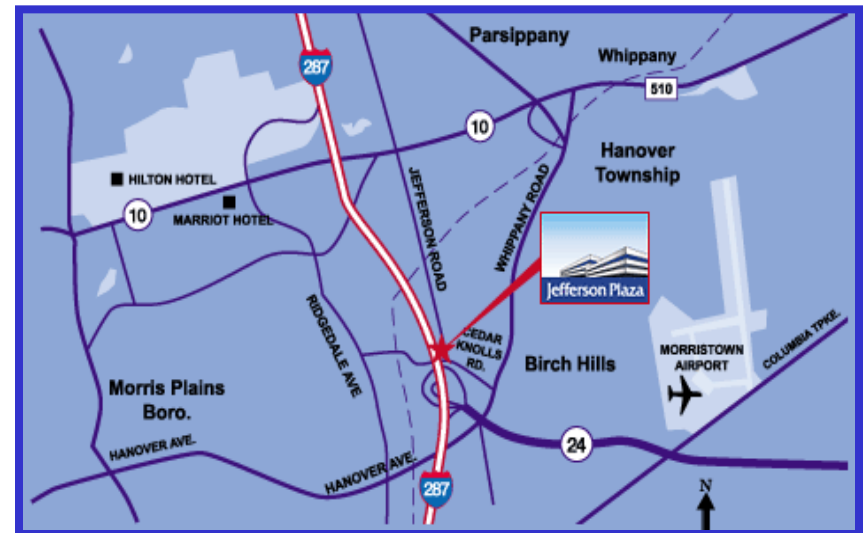 Parsippany
Whippany
287
510
10
Hanover
Township
HILTON HOTEL
JEFFERSON ROAD
WHIPPANY ROAD
10
MARRIOT HOTEL
Jefferson Plaza
RIDGEDALE AVE
CEDAR
KNOLLS
RD.
Birch Hills
MORRISTOWN
AIRPORT
COLUMBIA TPKE.
Morris Plains
Boro.
HANOVER AVE.
HANOVER AVE.
24
287
N